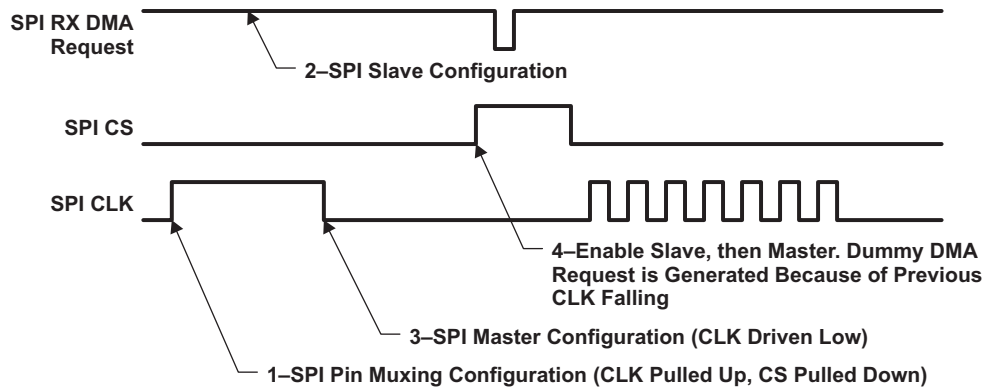 SPI RX DMA
Request
2–SPI Slave Configuration
SPI CS
SPI CLK
4–Enable Slave, then Master. Dummy DMA
Request is Generated Because of Previous
CLK Falling
3–SPI Master Configuration (CLK Driven Low)
1–SPI Pin Muxing Configuration (CLK Pulled Up, CS Pulled Down)